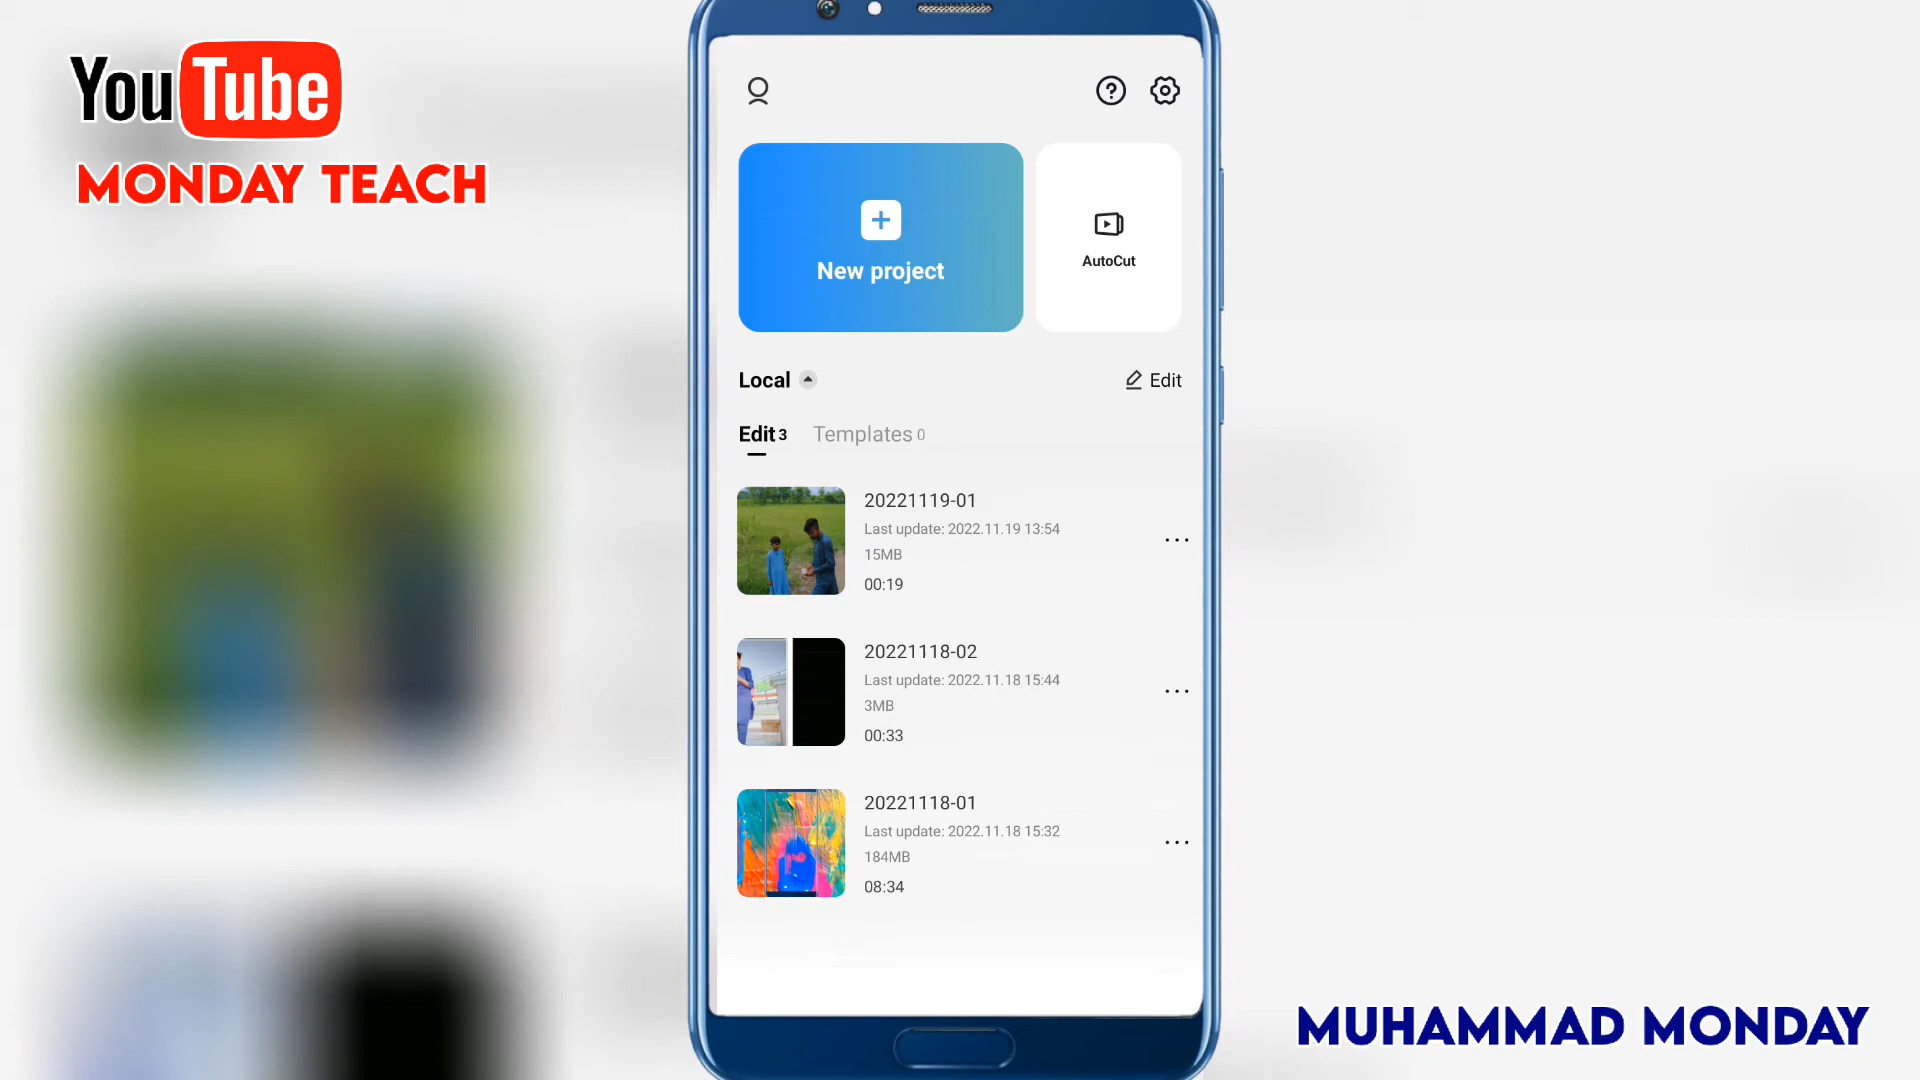 YouTube
MONDAY TEACH
New project
AutoCut
Local
Edit
Edit 3
Templates 0
20221119-01
Last update: 2022.11.19 13:54
15MB
00:19
20221118-02
Last update: 2022.11.18 15:44
3MB
00:33
20221118-01
Last update: 2022.11.18 15:32
184MB
08:34
MUHAMMAD MONDAY